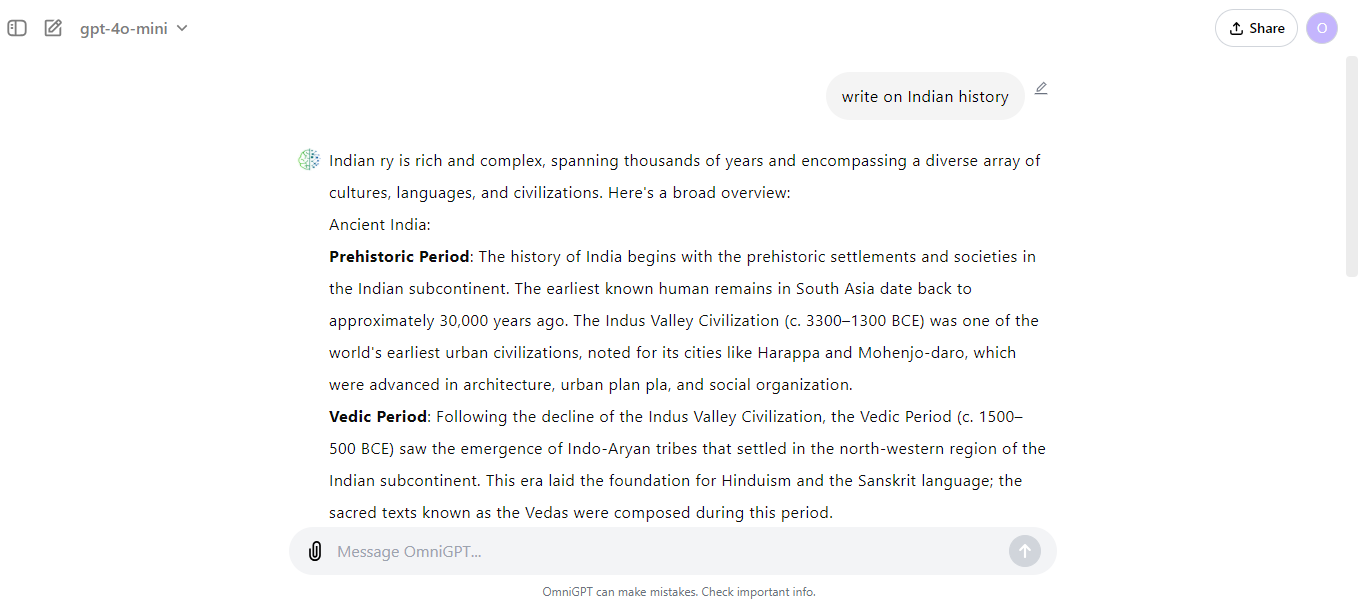 gpt-4o-mini
Share
O
write on Indian history
Indian ry is rich and complex, spanning thousands of years and encompassing a diverse array of
cultures, languages, and civilizations. Here's a broad overview:
Ancient India:
Prehistoric Period: The history of India begins with the prehistoric settlements and societies in
the Indian subcontinent. The earliest known human remains in South Asia date back to
approximately 30,000 years ago. The Indus Valley Civilization (c. 3300–1300 BCE) was one of the
world's earliest urban civilizations, noted for its cities like Harappa and Mohenjo-daro, which
were advanced in architecture, urban plan pla, and social organization.
Vedic Period: Following the decline of the Indus Valley Civilization, the Vedic Period (c. 1500–
500 BCE) saw the emergence of Indo-Aryan tribes that settled in the north-western region of the
Indian subcontinent. This era laid the foundation for Hinduism and the Sanskrit language; the
sacred texts known as the Vedas were composed during this period.
Message OmniGPT...
OmniGPT can make mistakes. Check important info.